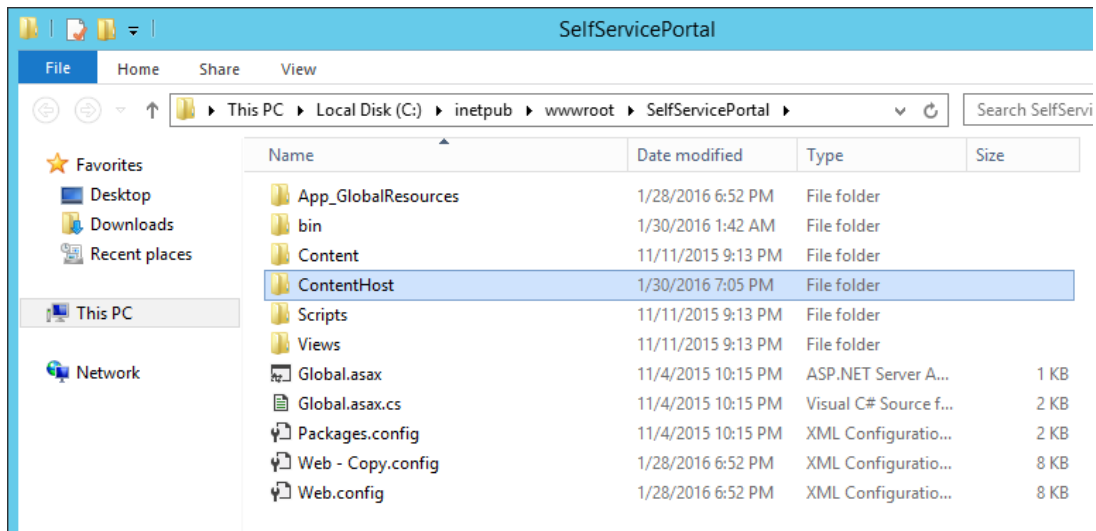 SelfServicePortal
File Home Share View
This PC Local Disk (C:) inetpub wwwroot SelfServicePortal Search SelfServi
Favorites
Desktop
Downloads
Recent places
This PC
Network
Name Date modified Type Size
App_GlobalResources 1/28/2016 6:52 PM File folder
bin 1/30/2016 1:42 AM File folder
Content 11/11/2015 9:13 PM File folder
ContentHost 1/30/2016 7:05 PM File folder
Scripts 11/11/2015 9:13 PM File folder
Views 11/11/2015 9:13 PM File folder
Global.asax 11/4/2015 10:15 PM ASP.NET Server A... 1 KB
Global.asax.cs 11/4/2015 10:15 PM Visual C# Source f... 2 KB
Packages.config 11/4/2015 10:15 PM XML Configuratio... 2 KB
Web - Copy.config 1/28/2016 6:52 PM XML Configuratio... 8 KB
Web.config 1/28/2016 6:52 PM XML Configuratio... 8 KB